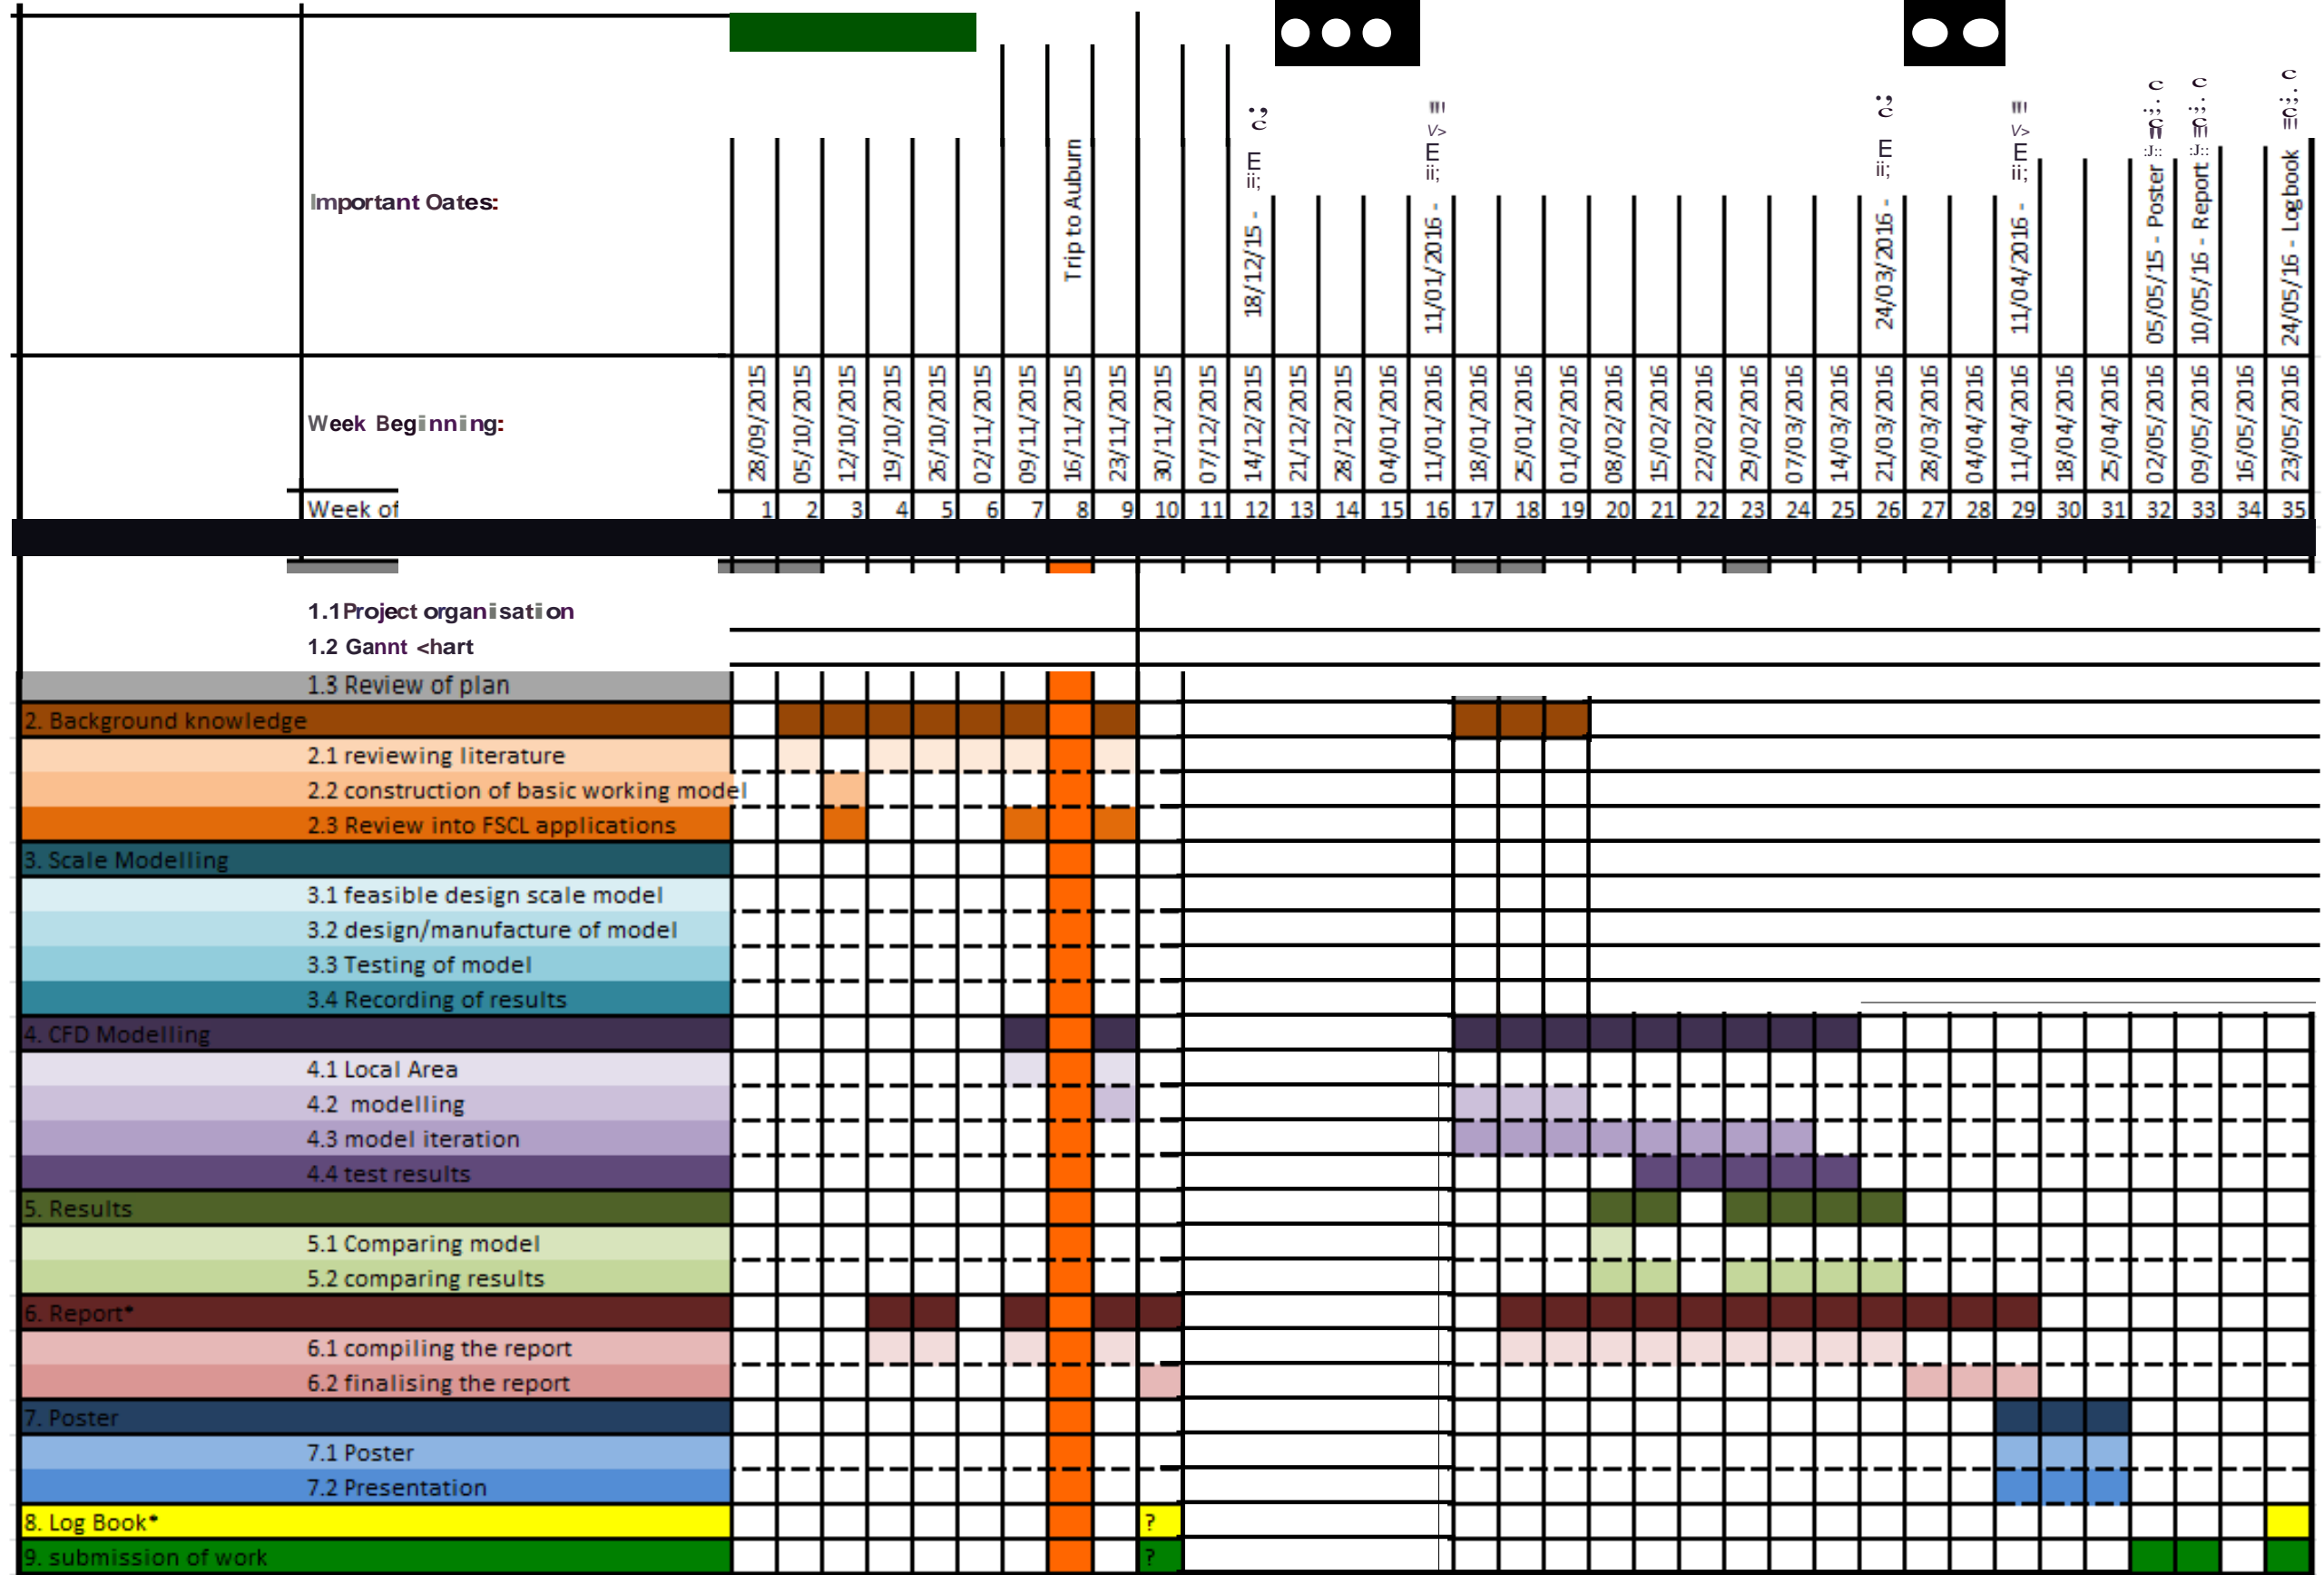 Important Oates:
Trip to Auburn
18/12/15 -
11/01/2016 -
24/03/2016 -
11/04/2016 -
05/05/15 - Poster
10/05/16 - Report
24/05/16 - Logbook
Week Beginning:
28/09/2015
05/10/2015
12/10/2015
19/10/2015
26/10/2015
02/11/2015
09/11/2015
16/11/2015
23/11/2015
30/11/2015
07/12/2015
14/12/2015
21/12/2015
28/12/2015
04/01/2016
11/01/2016
18/01/2016
25/01/2016
01/02/2016
08/02/2016
15/02/2016
22/02/2016
29/02/2016
07/03/2016
14/03/2016
21/03/2016
28/03/2016
04/04/2016
11/04/2016
18/04/2016
25/04/2016
02/05/2016
09/05/2016
16/05/2016
23/05/2016
Week of 1 2 3 4 5 6 7 8 9 10 11 12 13 14 15 16 17 18 19 20 21 22 23 24 25 26 27 28 29 30 31 32 33 34 35
1.1Project organisation
1.2 Gannt <hart
1.3 Review of plan
2. Background knowledge
2.1 reviewing literature
2.2 construction of basic working model
2.3 Review into FSCL applications
3. Scale Modelling
3.1 feasible design scale model
3.2 design/manufacture of model
3.3 Testing of model
3.4 Recording of results
4. CFD Modelling
4.1 Local Area
4.2 modelling
4.3 model iteration
4.4 test results
5. Results
5.1 Comparing model
5.2 comparing results
6. Report*
6.1 compiling the report
6.2 finalising the report
7. Poster
7.1 Poster
7.2 Presentation
8. Log Book* ?
9. submission of work ?